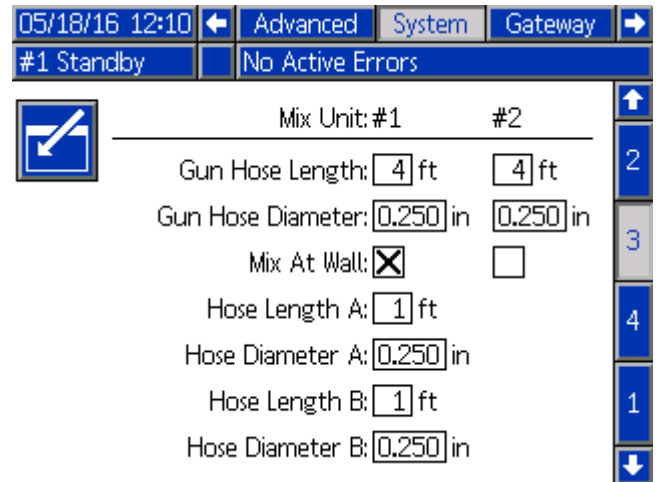 05/18/16 12:10 Advanced System Gateway
#1 Standby No Active Errors
Mix Unit: #1 #2
Gun Hose Length: 4 ft 4 ft
Gun Hose Diameter: 0.250 in 0.250 in
Mix At Wall:
Hose Length A: 1 ft
Hose Diameter A: 0.250 in
Hose Length B: 1 ft
Hose Diameter B: 0.250 in
2
3
4
1